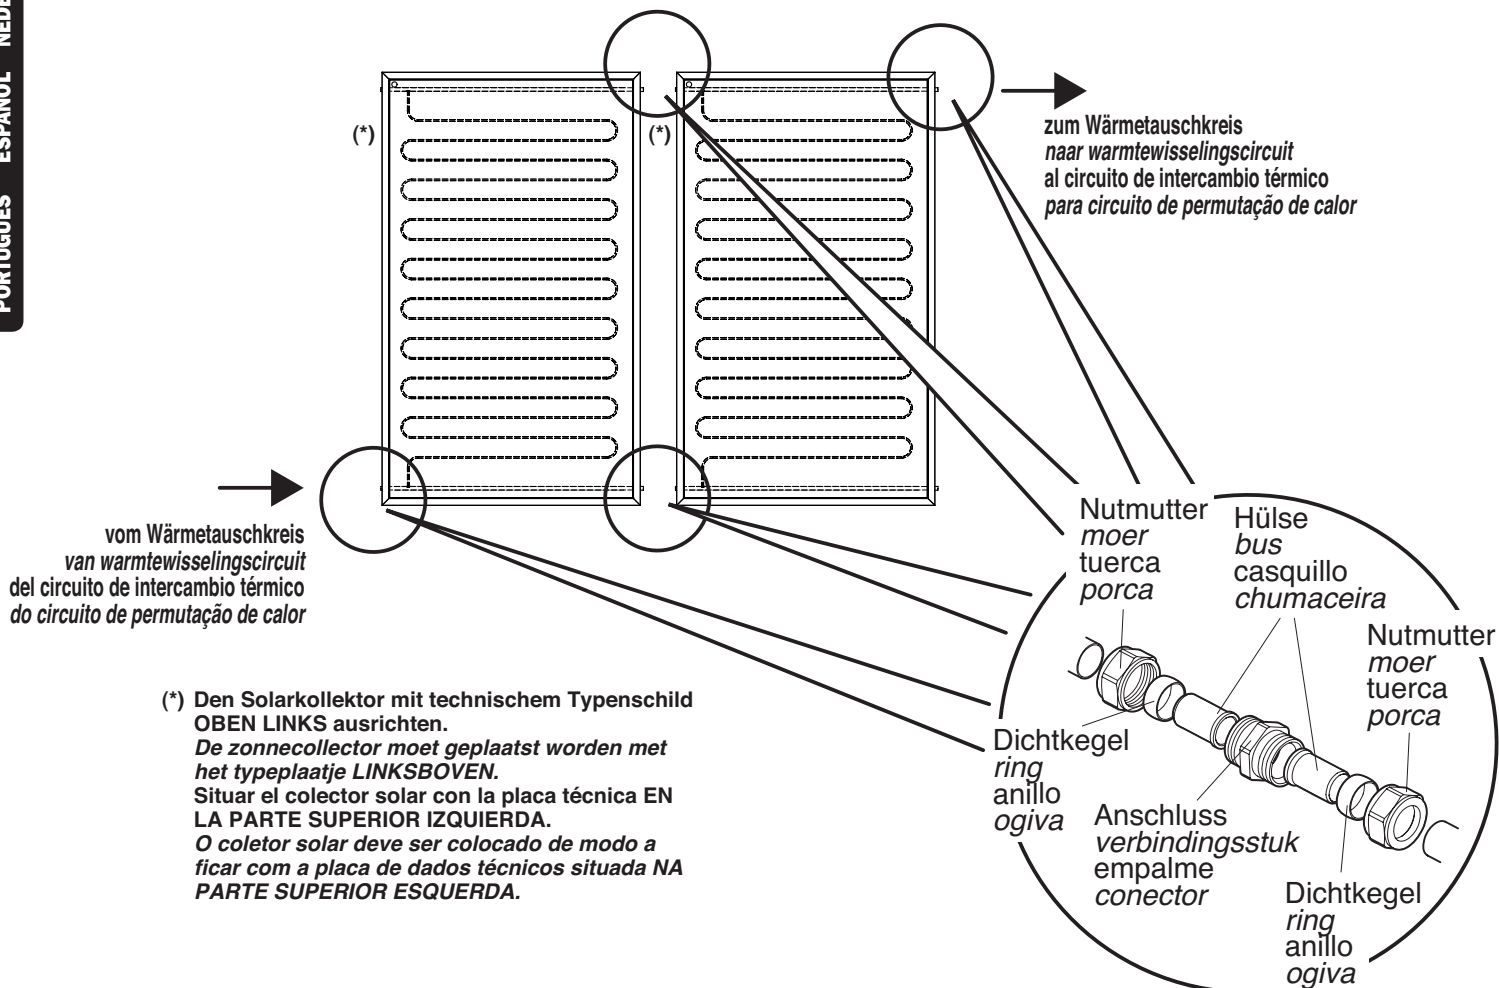 NEDE
ESPAÑOL
PORTUGUÊS
(*)
(*)
zum Wärmetauschkreis
naar warmtewisselingscircuit
al circuito de intercambio térmico
para circuito de permutação de calor
vom Wärmetauschkreis
van warmtewisselingscircuit
del circuito de intercambio térmico
do circuito de permutação de calor
(*) Den Solarkollektor mit technischem Typenschild
OBEN LINKS ausrichten.
De zonnecollector moet geplaatst worden met
het typeplaatje LINKSBOVEN.
Situar el colector solar con la placa técnica EN
LA PARTE SUPERIOR IZQUIERDA.
O coletor solar deve ser colocado de modo a
ficar com a placa de dados técnicos situada NA
PARTE SUPERIOR ESQUERDA.
Nutmutter
moer
tuerca
porca
Hülse
bus
casquillo
chumaceira
Nutmutter
moer
tuerca
porca
Dichtkegel
ring
anillo
ogiva
Anschluss
verbindingsstuk
empalme
conector
Dichtkegel
ring
anillo
ogiva